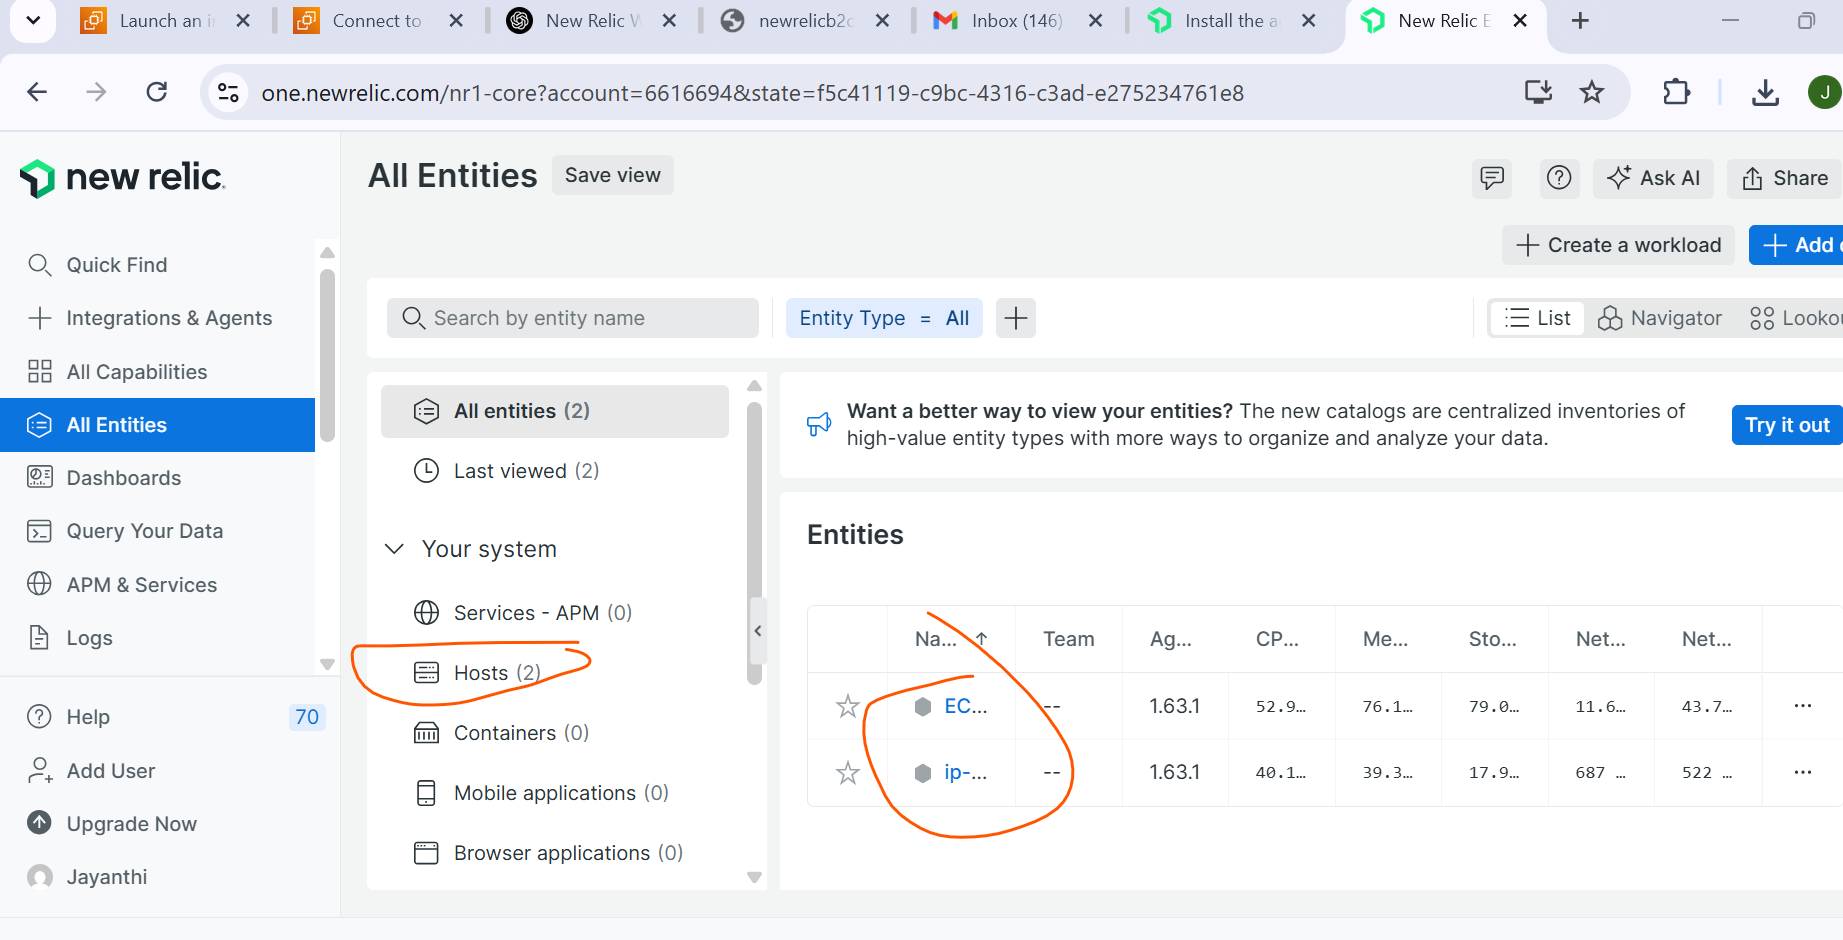 Launch an i
Connect to
New Relic W
newrelicb2c
Inbox (146)
Install the a
New Relic E
one.newrelic.com/nr1-core?account=6616694&state=f5c41119-c9bc-4316-c3ad-e275234761e8
J
new relic.
All Entities
Save view
Ask AI
Share
Create a workload
Add
Quick Find
Integrations & Agents
All Capabilities
All Entities
Dashboards
Query Your Data
APM & Services
Logs
Help
70
Add User
Upgrade Now
Jayanthi
Search by entity name
Entity Type = All
List
Navigator
Lookou
All entities (2)
Last viewed (2)
Your system
Services - APM (0)
Hosts (2)
Containers (0)
Mobile applications (0)
Browser applications (0)
Want a better way to view your entities? The new catalogs are centralized inventories of
high-value entity types with more ways to organize and analyze your data.
Try it out
Entities
Na... Team Ag... CP... Me... Sto... Net... Net...
EC... -- 1.63.1 52.9... 76.1... 79.0... 11.6... 43.7...
ip-... -- 1.63.1 40.1... 39.3... 17.9... 687 ... 522 ...